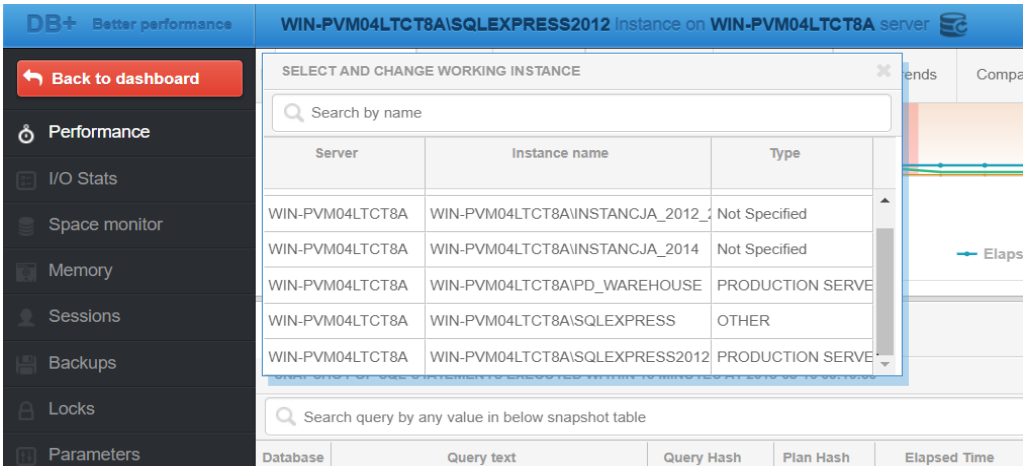 DB+ Better performance
WIN-PVM04LTCT8A\SQLEXPRESS2012 Instance on WIN-PVM04LTCT8A server
Back to dashboard
Performance
I/O Stats
Space monitor
Memory
Sessions
Backups
Locks
Parameters
SELECT AND CHANGE WORKING INSTANCE
Search by name
Server Instance name Type
WIN-PVM04LTCT8A WIN-PVM04LTCT8A\INSTANCJA_2012_2 Not Specified
WIN-PVM04LTCT8A WIN-PVM04LTCT8A\INSTANCJA_2014 Not Specified
WIN-PVM04LTCT8A WIN-PVM04LTCT8A\PD_WAREHOUSE PRODUCTION SERVE
WIN-PVM04LTCT8A WIN-PVM04LTCT8A\SQLEXPRESS OTHER
WIN-PVM04LTCT8A WIN-PVM04LTCT8A\SQLEXPRESS2012 PRODUCTION SERVE
rends Compa
Elaps
Search query by any value in below snapshot table
Database Query text Query Hash Plan Hash Elapsed Time